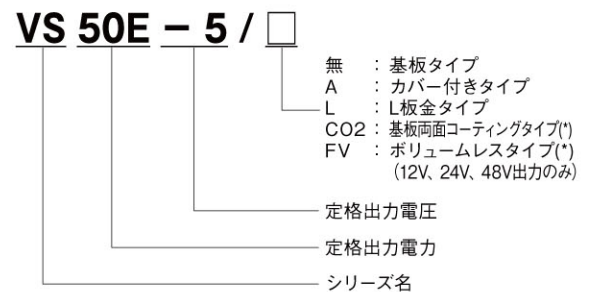 VS 50E - 5 / □
無 : 基板タイプ
A : カバー付きタイプ
L : L板金タイプ
CO2 : 基板両面コーティングタイプ(*)
FV : ボリュームレスタイプ(*)
(12V、24V、48V出力のみ)
定格出力電圧
定格出力電力
シリーズ名